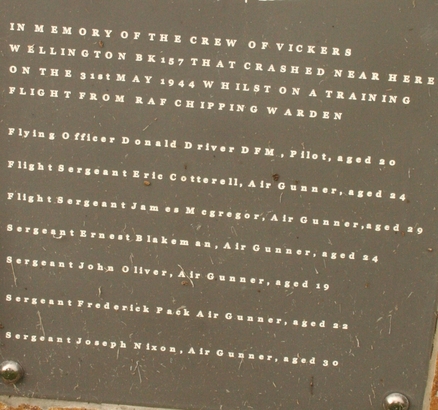 IN MEMORY OF THE CREW OF VICKERS
WELLINGTON BK157 THAT CRASHED NEAR HERE
ON THE 31st MAY 1944 WHILST ON A TRAINING
FLIGHT FROM RAF CHIPPING WARDEN
Flying Officer Donald Driver DFM, Pilot, aged 20
Flight Sergeant Eric Cotterell, Air Gunner, aged 24
Flight Sergeant James Mcgregor, Air Gunner, aged 29
Sergeant Ernest Blakeman, Air Gunner, aged 24
Sergeant John Oliver, Air Gunner, aged 19
Sergeant Frederick Pack Air Gunner, aged 22
Sergeant Joseph Nixon, Air Gunner, aged 30